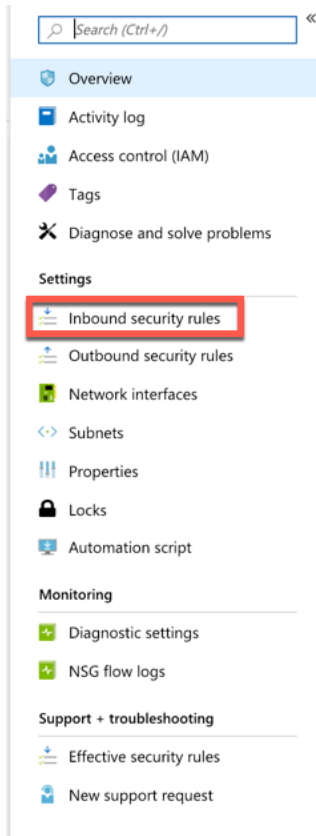 Search (Ctrl+/)
«
Overview
Activity log
Access control (IAM)
Tags
Diagnose and solve problems
Settings
Inbound security rules
Outbound security rules
Network interfaces
Subnets
Properties
Locks
Automation script
Monitoring
Diagnostic settings
NSG flow logs
Support + troubleshooting
Effective security rules
New support request